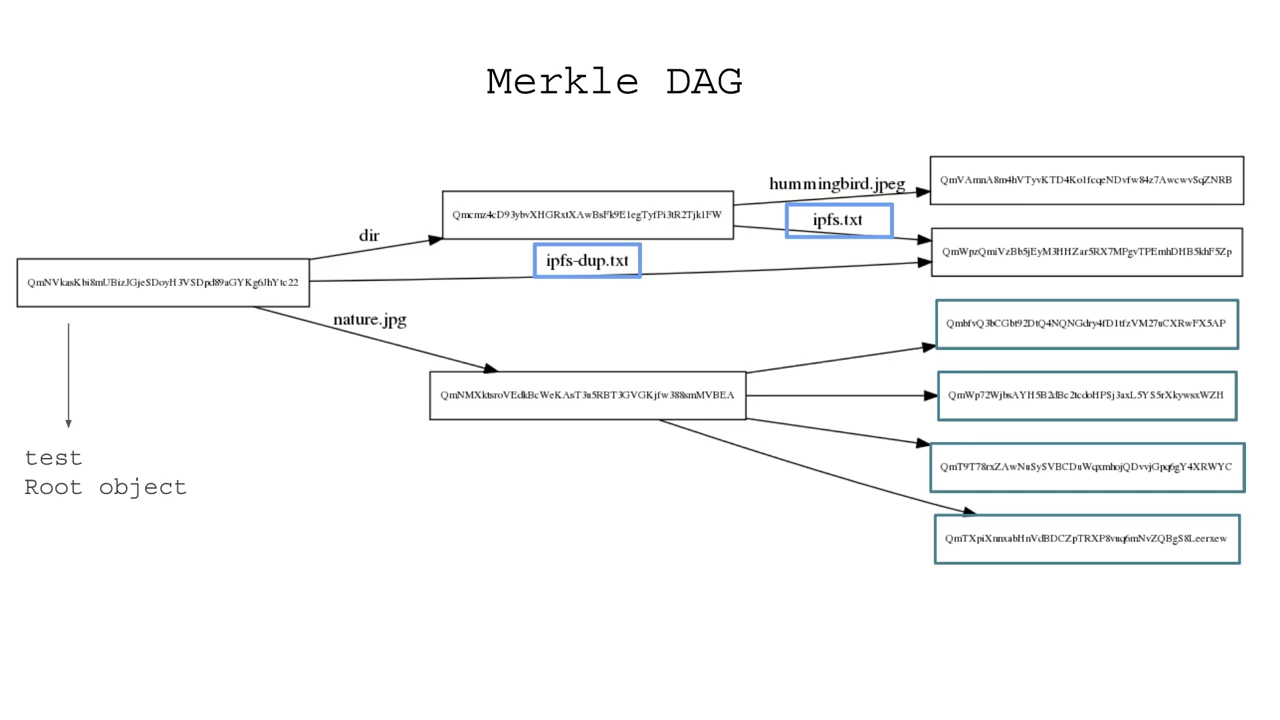 Merkle DAG
hummingbird.jpeg
QmVAmnA8m4hVTyvKTD4Ko1fcqeNDvfw84z7AwcwvSqZNRB
Qmcmz4cD93ybvXHGRxtXAwBsFk9E1egTyfPi3tR2Tjk1FW
ipfs.txt
dir
QmWpzQmiVzBb5jEyM3HHZar5RX7MPgvTPEmhDHB5khF5Zp
ipfs-dup.txt
QmNVkasKbi8mUBizJGjeSDoyH3VSDpd89aGYKg6JhYtc22
nature.jpg
QmbfvQ3bCGbt92DtQ4NQNGdry4fD1tfzVM27uCXRwFX5AP
QmNMXktsroVEdkBcWeKAsT3u5RBT3GVGKjfw388smMVBEA
QmWp72WjbsAYH5B2dBc2tcdoHPSj3axL5YS5rXkywsxWZH
test
QmT9T78rxZAwNuSySVBCDuWqxmhojQDvvjGpq6gY4XRWYC
Root object
QmTXpiXnnxabHnVdBDCZpTRXP8vuq6mNvZQBgS8Leerxew